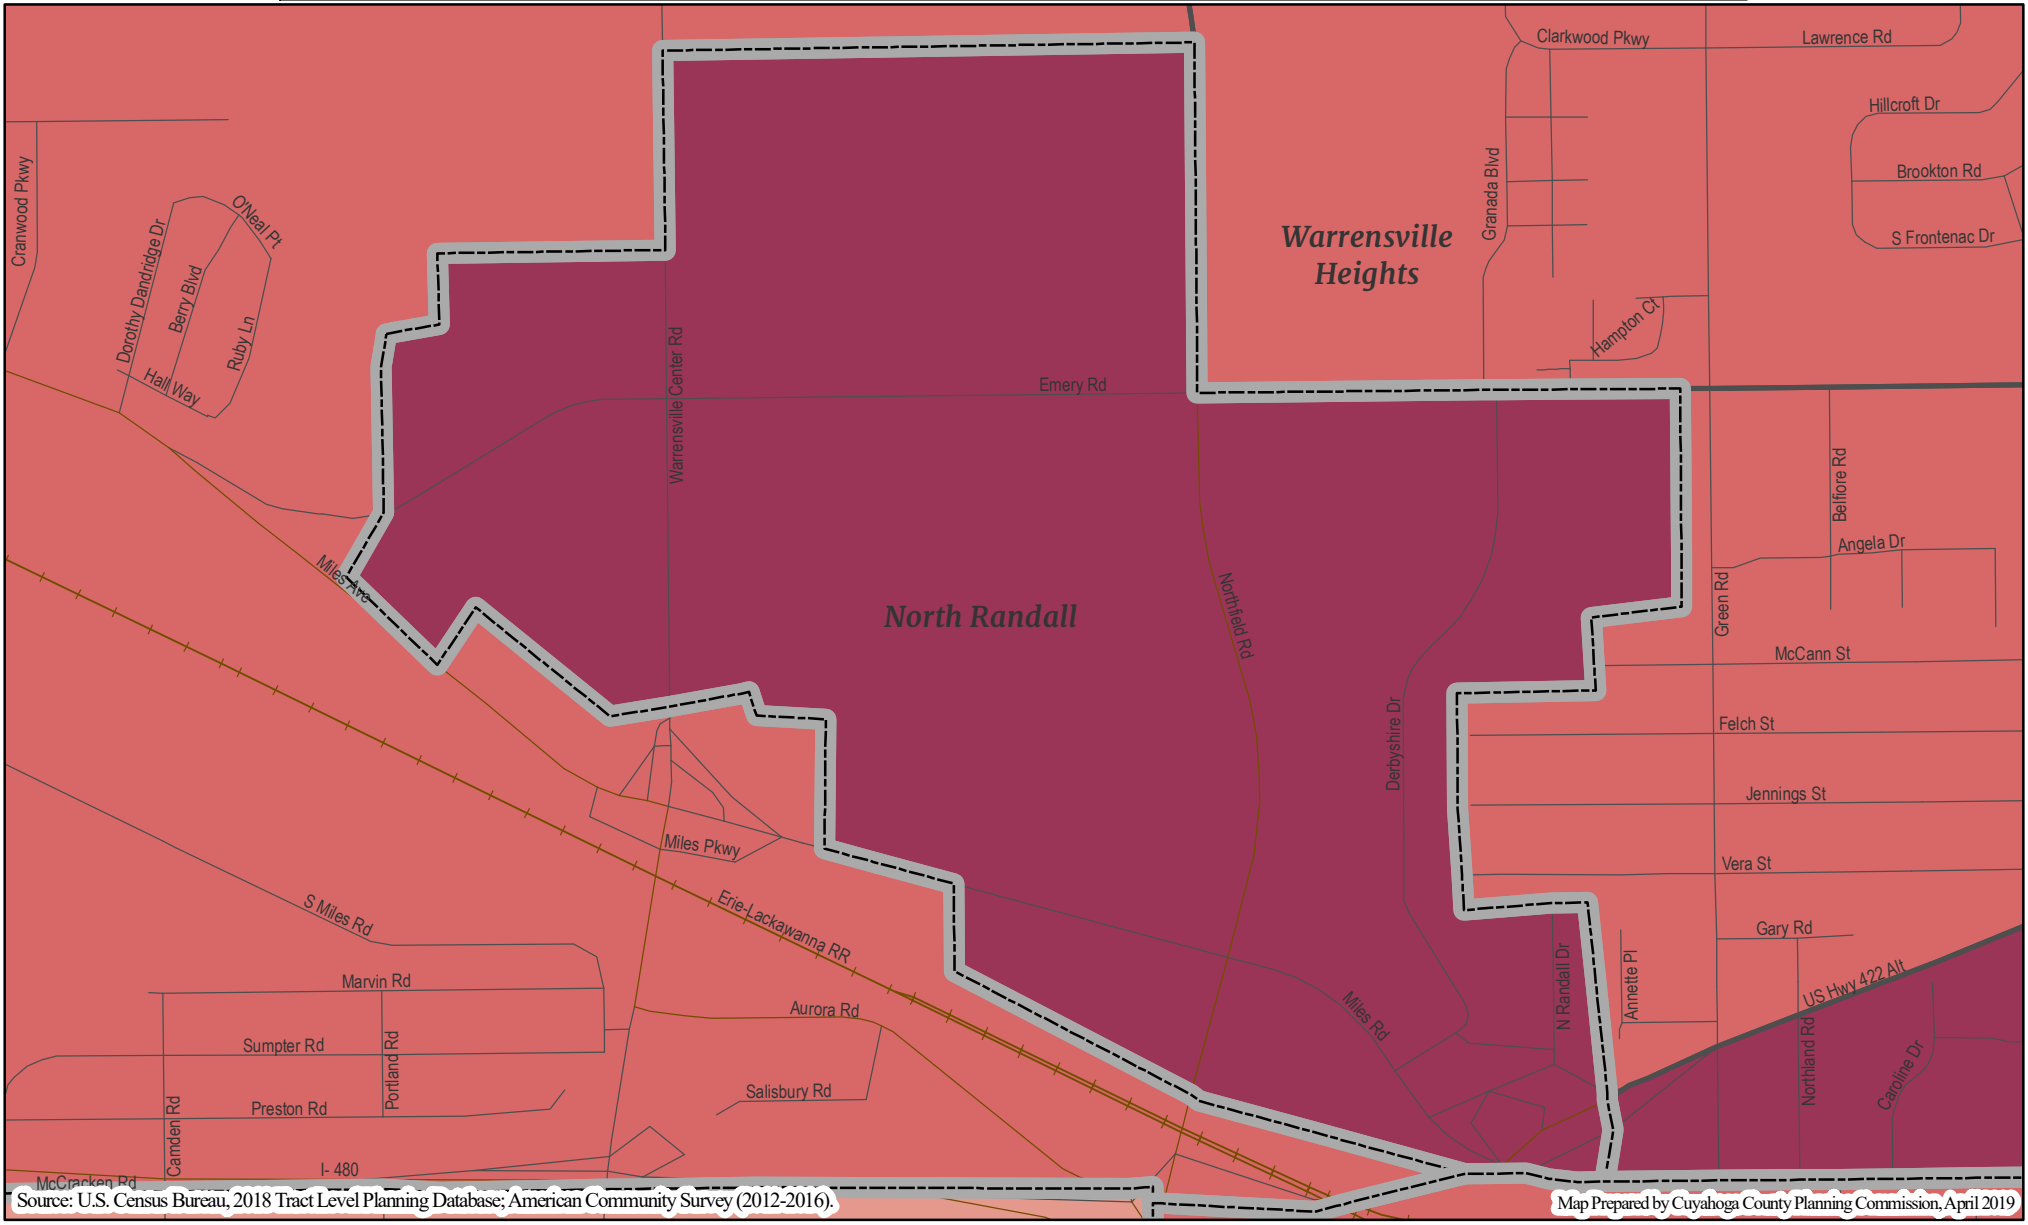 Clarkwood Pkwy
Lawrence Rd
Hillcroft Dr
Granada Blvd
Brookton Rd
Cranwood Pkwy
O'Neal Pt
Dorothy Dandridge Dr
Berry Blvd
Warrensville
Heights
S Frontenac Dr
Ruby Ln
Hampton Ct
Hall Way
Warrensville Center Rd
Emery Rd
Belfiore Rd
Angela Dr
Miles Ave
North Randall
Northfield Rd
Green Rd
McCann St
Derbyshire Dr
Felch St
Jennings St
Miles Pkwy
Vera St
S Miles Rd
Erie-Lackawanna RR
Gary Rd
Marvin Rd
Aurora Rd
Miles Rd
N Randall Dr
Annette Pl
US Hwy 422 Alt
Sumpter Rd
Portland Rd
Salisbury Rd
Northland Rd
Caroline Dr
Preston Rd
Camden Rd
I- 480
McCracken Rd
Source: U.S. Census Bureau, 2018 Tract Level Planning Database; American Community Survey (2012-2016).
Map Prepared by Cuyahoga County Planning Commission, April 2019